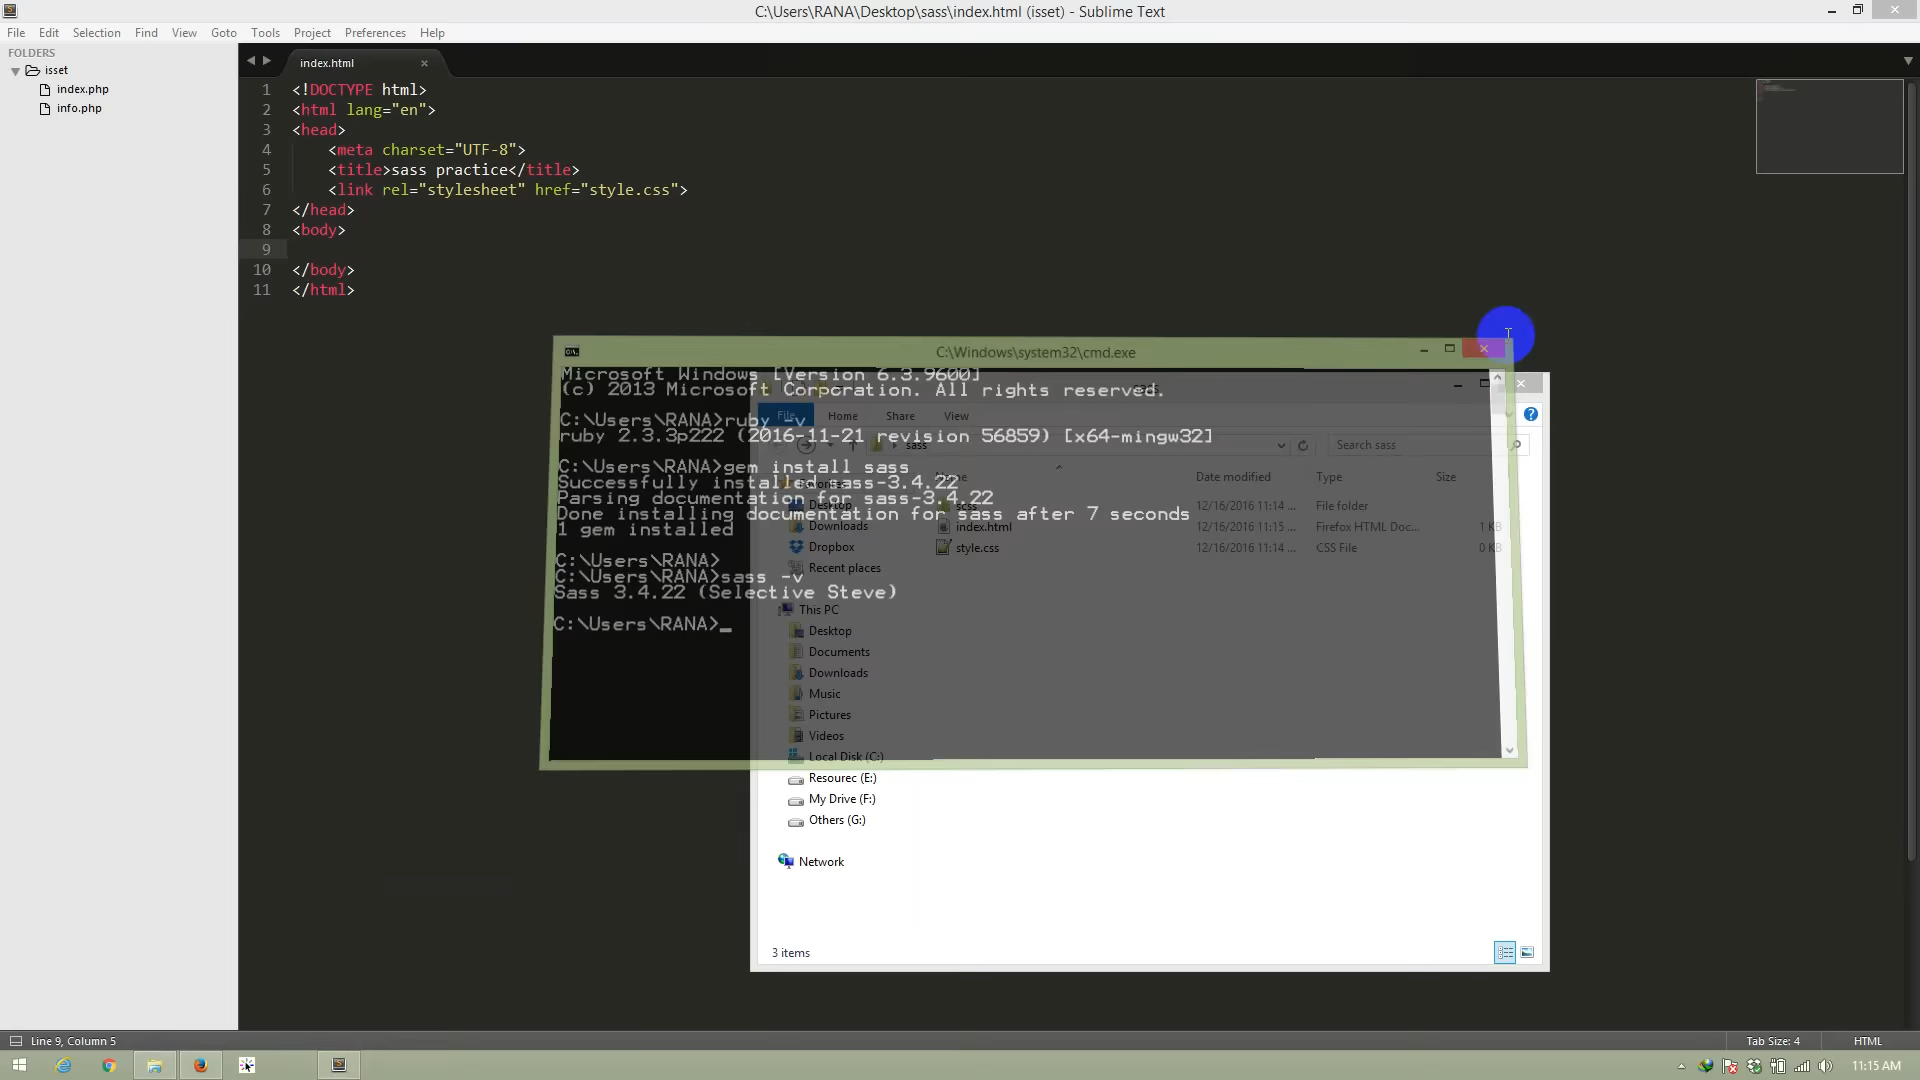 C:\Users\RANA\Desktop\sass\index.html (isset) - Sublime Text
File Edit Selection Find View Goto Tools Project Preferences Help
FOLDERS
isset
index.php
info.php
index.html
1 <!DOCTYPE html>
2 <html lang="en">
3 <head>
4 <meta charset="UTF-8">
5 <title>sass practice</title>
6 <link rel="stylesheet" href="style.css">
7 </head>
8 <body>
9
10 </body>
11 </html>
C:\Windows\system32\cmd.exe
Microsoft Windows [Version 6.3.9600]
(c) 2013 Microsoft Corporation. All rights reserved.
C:\Users\RANA>ruby -v
ruby 2.3.3p222 (2016-11-21 revision 56859) [x64-mingw32]
C:\Users\RANA>gem install sass
Successfully installed sass-3.4.22
Parsing documentation for sass-3.4.22
Done installing documentation for sass after 7 seconds
1 gem installed
C:\Users\RANA>
C:\Users\RANA>sass -v
Sass 3.4.22 (Selective Steve)
C:\Users\RANA>_
File Home Share View
sass
Search sass
Date modified Type Size
Desktop
Downloads
Dropbox
Recent places
This PC
Desktop
Documents
Downloads
Music
Pictures
Videos
Local Disk (C:)
Resourec (E:)
My Drive (F:)
Others (G:)
Network
scss 12/16/2016 11:14 ... File folder
index.html 12/16/2016 11:15 ... Firefox HTML Doc... 1 KB
style.css 12/16/2016 11:14 ... CSS File 0 KB
3 items
Line 9, Column 5
Tab Size: 4
HTML
11:15 AM